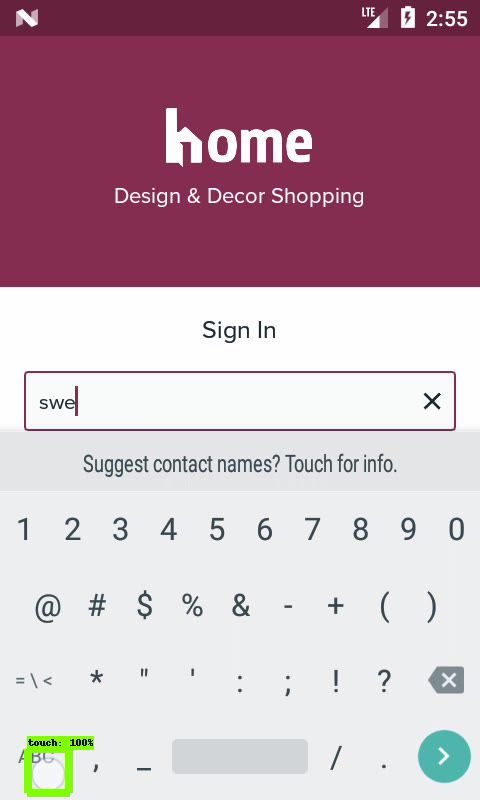 LTE 2:55
home
Design & Decor Shopping
Sign In
swe
Suggest contact names? Touch for info.
1 2 3 4 5 6 7 8 9 0
@ # $ % & - + ( )
= \ < * " ' : ; ! ?
touch: 100%
ABC , _ / .